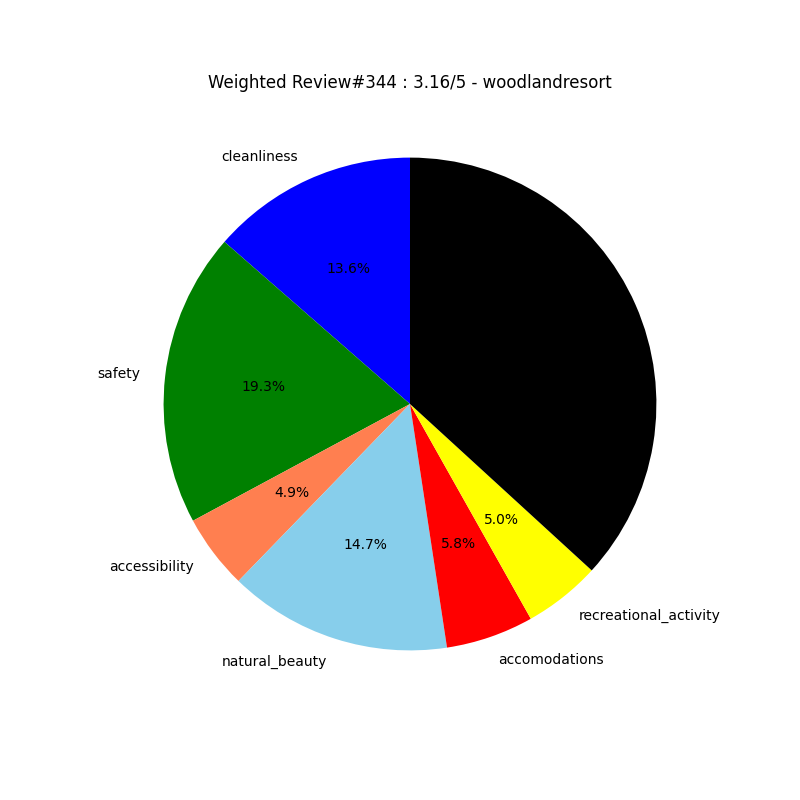 Weighted Review#344 : 3.16/5 - woodlandresort
cleanliness
13.6%
safety
19.3%
accessibility
4.9%
natural_beauty
14.7%
accomodations
5.8%
recreational_activity
5.0%